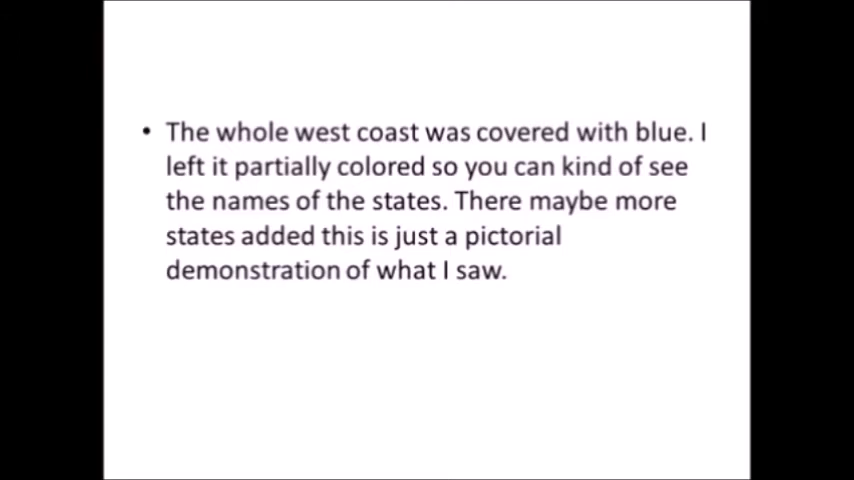 • The whole west coast was covered with blue. I
left it partially colored so you can kind of see
the names of the states. There maybe more
states added this is just a pictorial
demonstration of what I saw.